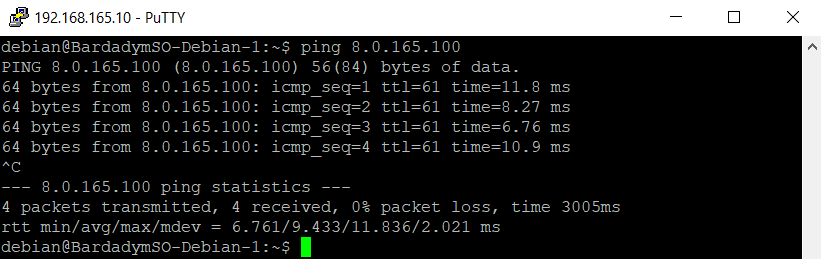 192.168.165.10 - PuTTY
debian@BardadymSO-Debian-1:~$ ping 8.0.165.100
PING 8.0.165.100 (8.0.165.100) 56(84) bytes of data.
64 bytes from 8.0.165.100: icmp_seq=1 ttl=61 time=11.8 ms
64 bytes from 8.0.165.100: icmp_seq=2 ttl=61 time=8.27 ms
64 bytes from 8.0.165.100: icmp_seq=3 ttl=61 time=6.76 ms
64 bytes from 8.0.165.100: icmp_seq=4 ttl=61 time=10.9 ms
^C
--- 8.0.165.100 ping statistics ---
4 packets transmitted, 4 received, 0% packet loss, time 3005ms
rtt min/avg/max/mdev = 6.761/9.433/11.836/2.021 ms
debian@BardadymSO-Debian-1:~$